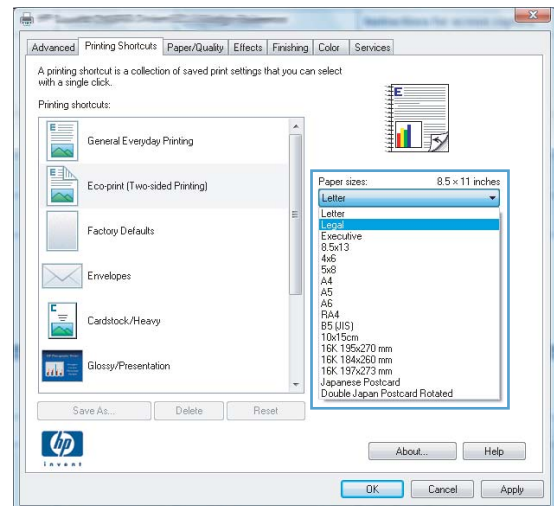 Advanced Printing Shortcuts Paper/Quality Effects Finishing Color Services
A printing shortcut is a collection of saved print settings that you can select
with a single click.
Printing shortcuts:
General Everyday Printing
Eco-print (Two-sided Printing)
Factory Defaults
Envelopes
Cardstock/Heavy
Glossy/Presentation
E
E
E
C
Paper sizes: 8.5 × 11 inches
Letter
Letter
Legal
Executive
8.5x13
4x6
5x8
A4
A5
A6
RA4
B5 (JIS)
10x15cm
16K 195x270 mm
16K 184x260 mm
16K 197x273 mm
Japanese Postcard
Double Japan Postcard Rotated
Save As... Delete Reset
hp
invent
About... Help
OK Cancel Apply